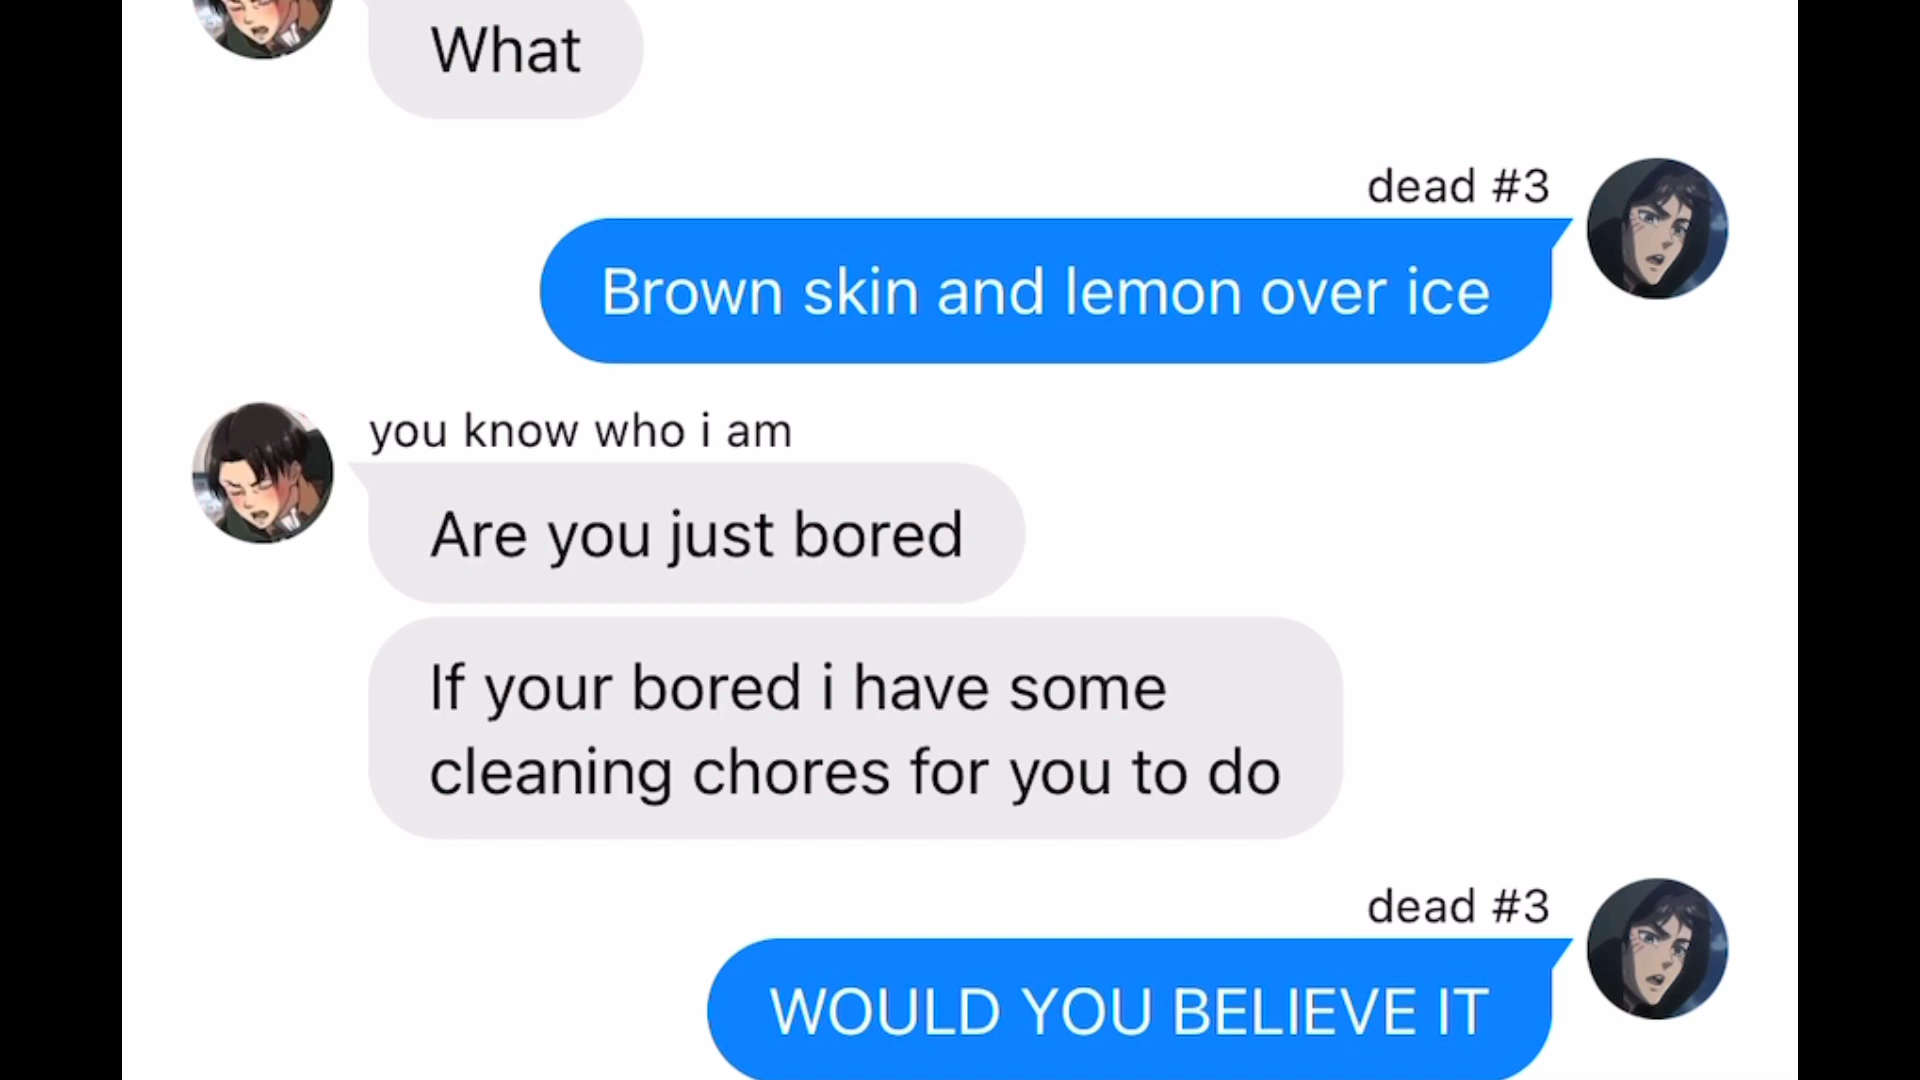 What
dead #3
Brown skin and lemon over ice
you know who i am
Are you just bored
If your bored i have some
cleaning chores for you to do
dead #3
WOULD YOU BELIEVE IT